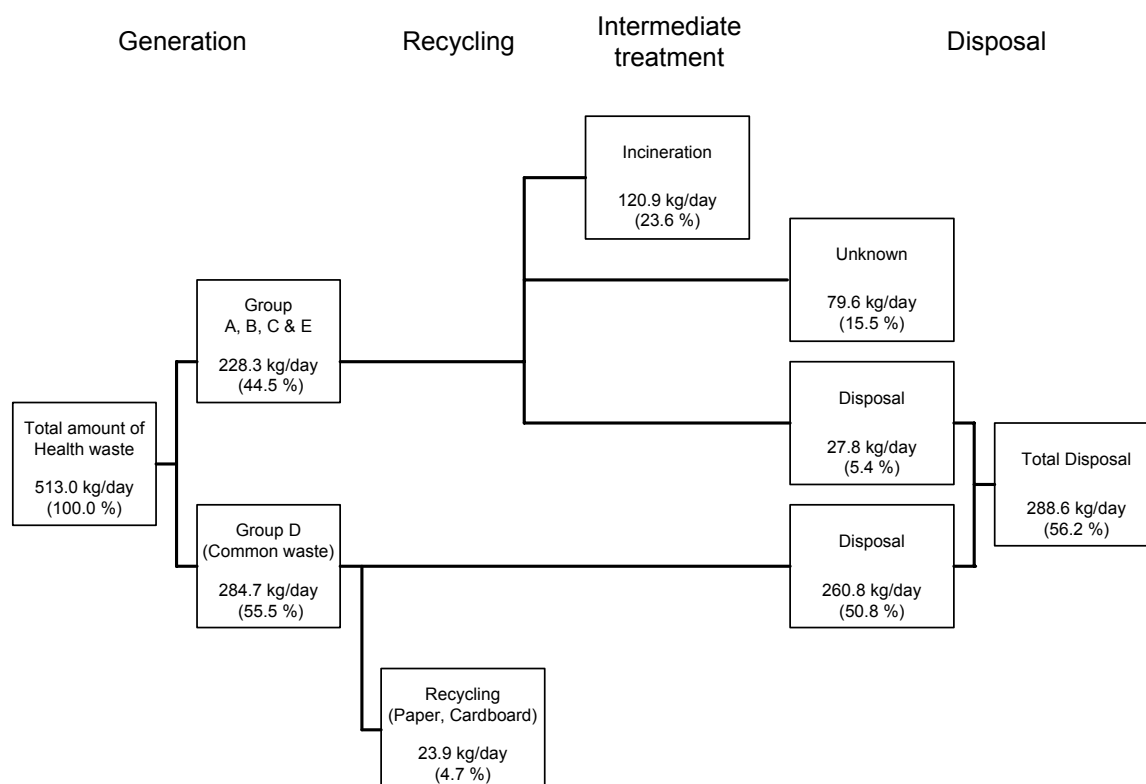 Generation
Recycling
Intermediate
treatment
Disposal
Incineration
120.9 kg/day
(23.6 %)
Unknown
79.6 kg/day
(15.5 %)
Group
A, B, C & E
228.3 kg/day
(44.5 %)
Disposal
27.8 kg/day
(5.4 %)
Total amount of
Health waste
513.0 kg/day
(100.0 %)
Total Disposal
288.6 kg/day
(56.2 %)
Group D
(Common waste)
284.7 kg/day
(55.5 %)
Disposal
260.8 kg/day
(50.8 %)
Recycling
(Paper, Cardboard)
23.9 kg/day
(4.7 %)